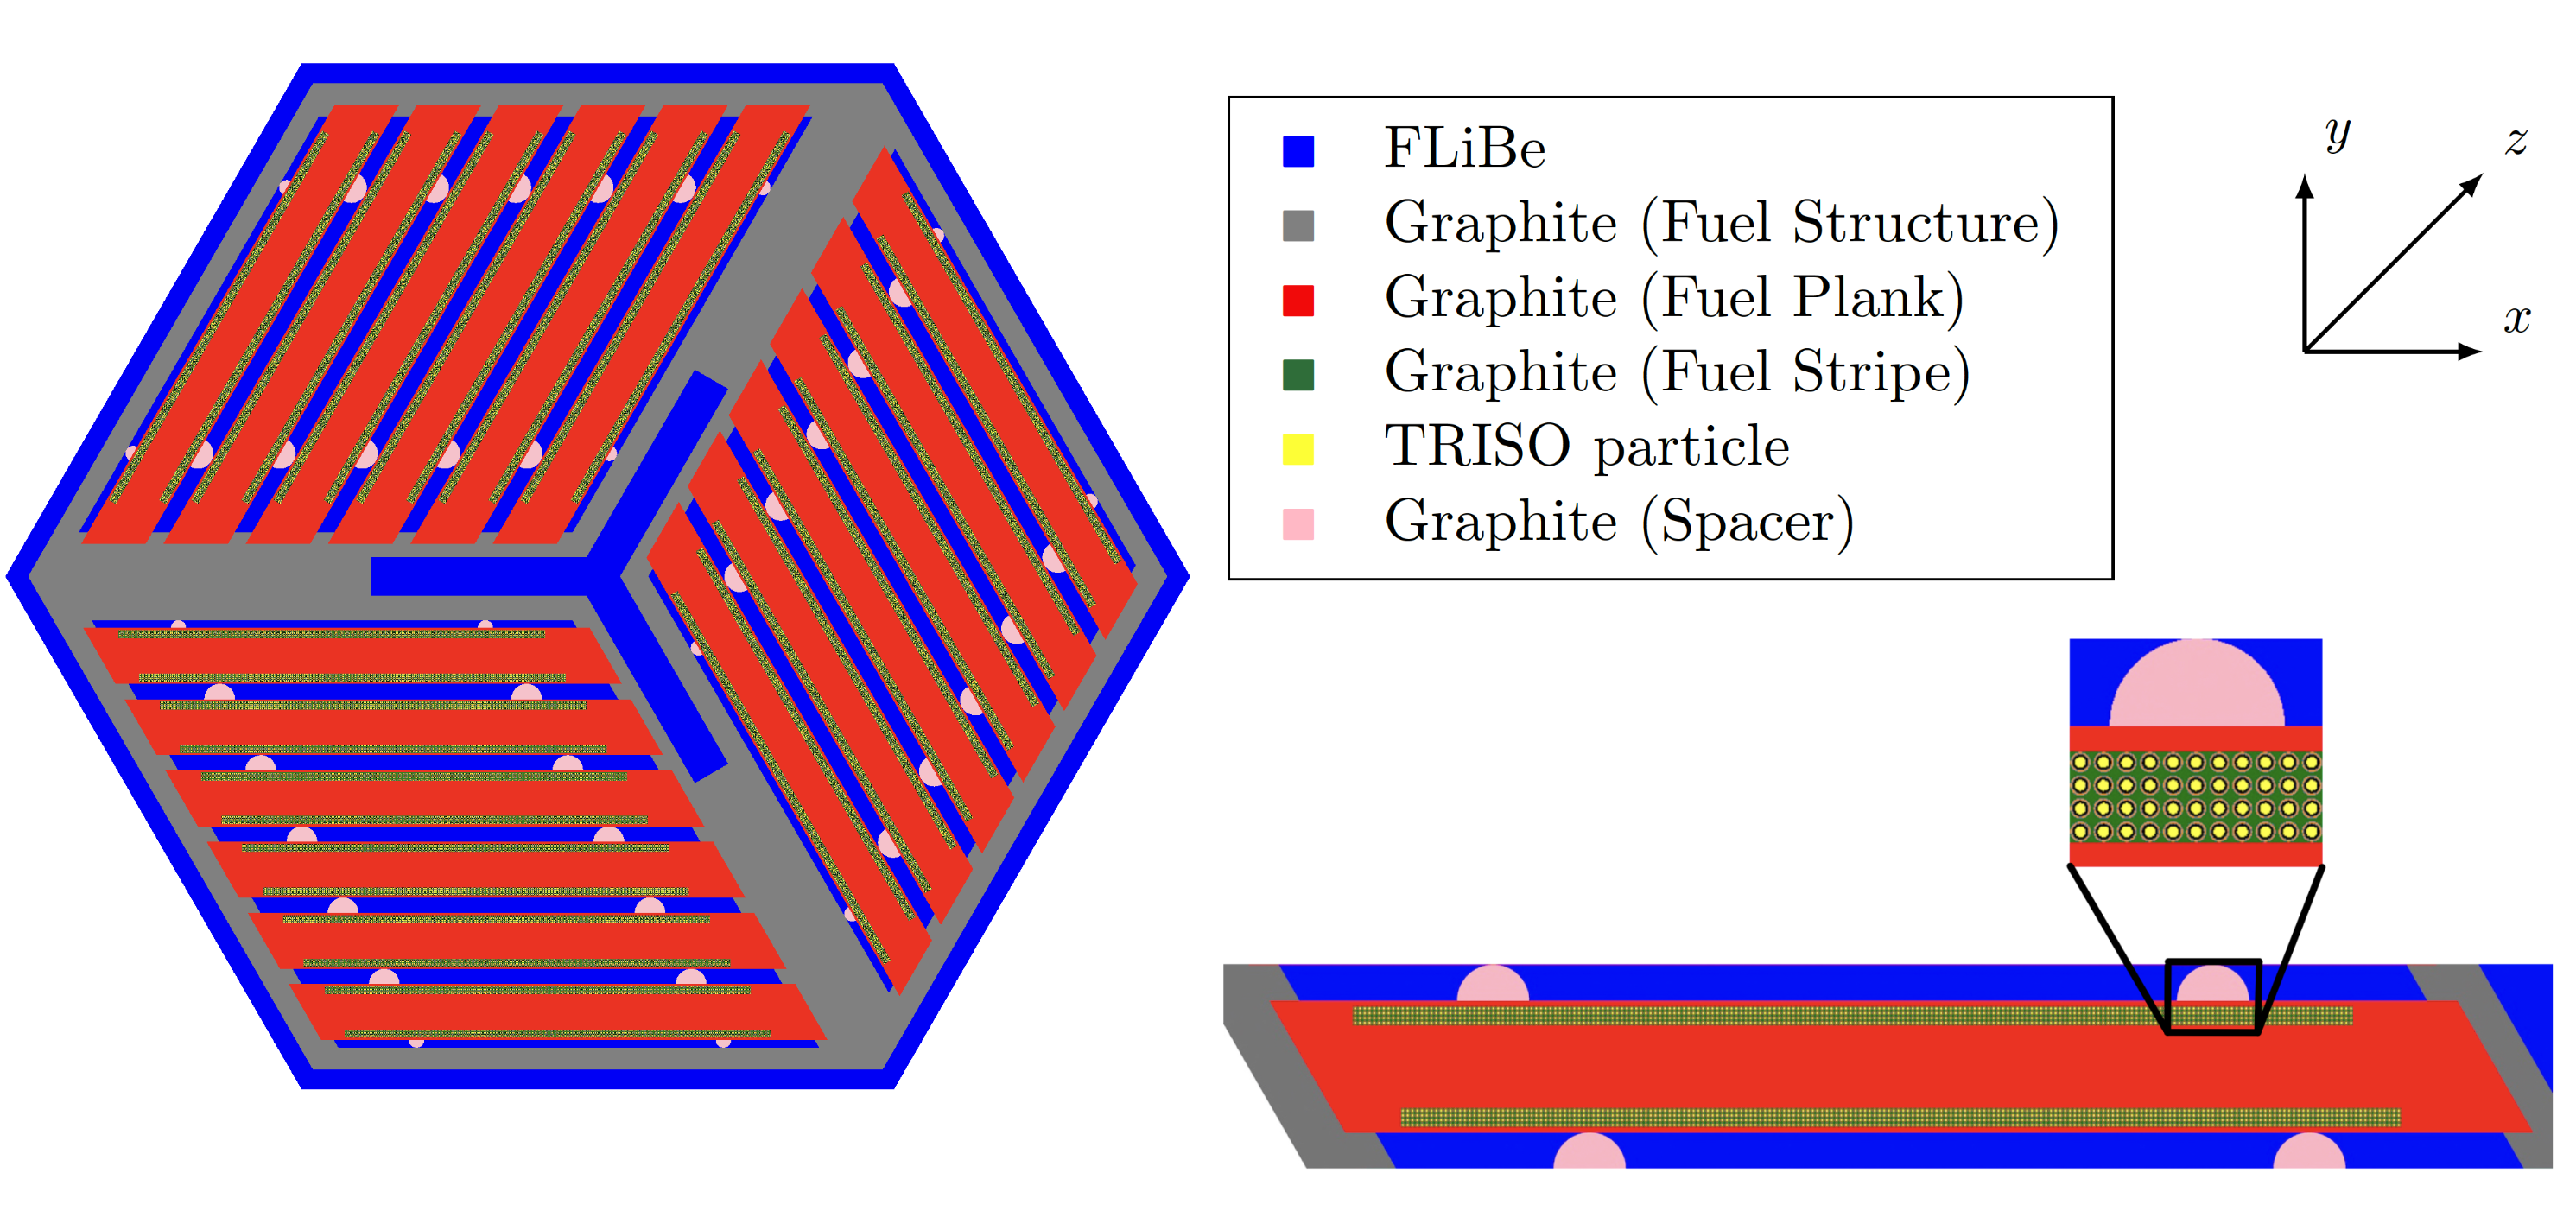 FLiBe
Graphite (Fuel Structure)
Graphite (Fuel Plank)
Graphite (Fuel Stripe)
TRISO particle
Graphite (Spacer)
y
z
x